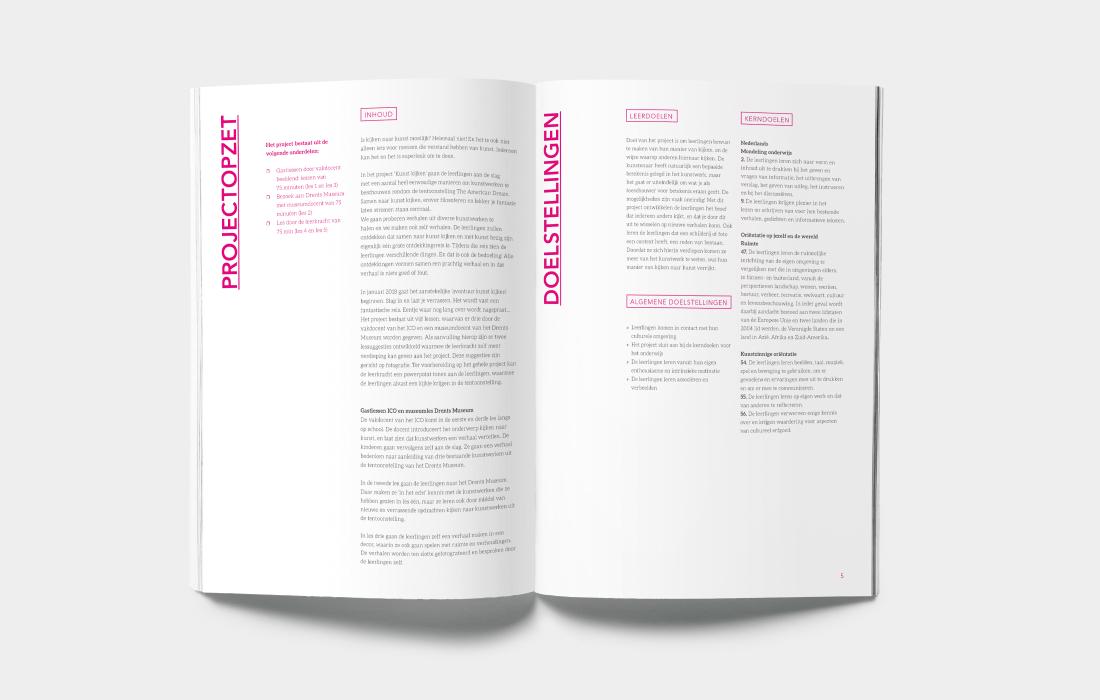 PROJECTOPZET
Het project bestaat uit de
volgende onderdelen:
Gastlessen door vakdocent
beeldend: lessen van
75 minuten (les 1 en les 3)
Bezoek aan Drents Museum
met museumdocent van 75
minuten (les 2)
Les door de leerkracht van
75 min (les 4 en les 5)
INHOUD
Is kijken naar kunst moeilijk? Helemaal niet! En het is ook niet
alleen iets voor mensen die verstand hebben van kunst. Iedereen
kan het en het is superleuk om te doen.
In het project 'Kunst kijken' gaan de leerlingen aan de slag
met een aantal heel eenvoudige manieren om kunstwerken te
beschouwen rondom de tentoonstelling The American Dream.
Samen naar kunst kijken, erover filosoferen en lekker je fantasie
laten stromen staan centraal.
We gaan proberen verhalen uit diverse kunstwerken te
halen en we maken ook zelf verhalen. De leerlingen zullen
ontdekken dat samen naar kunst kijken en met kunst bezig zijn
eigenlijk een grote ontdekkingsreis is. Tijdens die reis zien de
leerlingen verschillende dingen. En dat is ook de bedoeling! Alle
ontdekkingen vormen samen een prachtig verhaal en in dat
verhaal is niets goed of fout.
In januari 2018 gaat het aanstekelijke avontuur kunst kijken!
beginnen. Stap in en laat je verrassen. Het wordt vast een
fantastische reis. Eentje waar nog lang over wordt nagepraat...
Het project bestaat uit vijf lessen, waarvan er drie door de
vakdocent van het ICO en een museumdocent van het Drents
Museum worden gegeven. Als aanvulling hierop zijn er twee
lessuggesties ontwikkeld waarmee de leerkracht zelf meer
verdieping kan geven aan het project. Deze suggesties zijn
gericht op fotografie. Ter voorbereiding op het gehele project kan
de leerkracht een powerpoint tonen aan de leerlingen, waarmee
de leerlingen alvast een kijkje krijgen in de tentoonstelling.
Gastlessen ICO en museumles Drents Museum
De vakdocent van het ICO komt in de eerste en derde les langs
op school. De docent introduceert het onderwerp kijken naar
kunst, en laat zien dat kunstwerken een verhaal vertellen. De
kinderen gaan vervolgens zelf aan de slag. Ze gaan een verhaal
bedenken naar aanleiding van drie bestaande kunstwerken uit
de tentoonstelling van het Drents Museum.
In de tweede les gaan de leerlingen naar het Drents Museum.
Daar maken ze 'in het echt' kennis met de kunstwerken die ze
hebben gezien in les één, maar ze leren ook door middel van
nieuwe en verrassende opdrachten kijken naar kunstwerken uit
de tentoonstelling.
In les drie gaan de leerlingen zelf een verhaal maken in een
decor, waarin ze ook gaan spelen met ruimte en verhoudingen.
De verhalen worden ten slotte gefotografeerd en besproken door
de leerlingen zelf.
DOELSTELLINGEN
LEERDOELEN
Doel van het project is om leerlingen bewust
te maken van hun manier van kijken, en de
wijze waarop anderen hiernaar kijken. De
kunstenaar heeft natuurlijk een bepaalde
betekenis gelegd in het kunstwerk, maar
het gaat er uiteindelijk om wat je als
beschouwer voor betekenis eraan geeft. De
mogelijkheden zijn vaak oneindig! Met dit
project ontwikkelen de leerlingen het besef
dat iedereen anders kijkt, en dat je door dit
uit te wisselen op nieuwe verhalen komt. Ook
leren de leerlingen dat een schilderij of foto
een context heeft, een reden van bestaan.
Doordat ze zich hierin verdiepen komen ze
meer van het kunstwerk te weten, wat hun
manier van kijken naar kunst verrijkt.
ALGEMENE DOELSTELLINGEN
• Leerlingen komen in contact met hun
culturele omgeving
• Het project sluit aan bij de kerndoelen voor
het onderwijs
• De leerlingen leren vanuit hun eigen
enthousiasme en intrinsieke motivatie
• De leerlingen leren associëren en
verbeelden
KERNDOELEN
Nederlands
Mondeling onderwijs
2. De leerlingen leren zich naar vorm en
inhoud uit te drukken bij het geven en
vragen van informatie, het uitbrengen van
verslag, het geven van uitleg, het instrueren
en bij het discussiëren.
9. De leerlingen krijgen plezier in het
lezen en schrijven van voor hen bestemde
verhalen, gedichten en informatieve teksten.
Oriëntatie op jezelf en de wereld
Ruimte
47. De leerlingen leren de ruimtelijke
inrichting van de eigen omgeving te
vergelijken met die in omgevingen elders,
in binnen- en buitenland, vanuit de
perspectieven landschap, wonen, werken,
bestuur, verkeer, recreatie, welvaart, cultuur
en levensbeschouwing. In ieder geval wordt
daarbij aandacht besteed aan twee lidstaten
van de Europese Unie en twee landen die in
2004 lid werden, de Verenigde Staten en een
land in Azië, Afrika en Zuid-Amerika.
Kunstzinnige oriëntatie
54. De leerlingen leren beelden, taal, muziek,
spel en beweging te gebruiken, om er
gevoelens en ervaringen mee uit te drukken
en om er mee te communiceren.
55. De leerlingen leren op eigen werk en dat
van anderen te reflecteren.
56. De leerlingen verwerven enige kennis
over en krijgen waardering voor aspecten
van cultureel erfgoed.
5